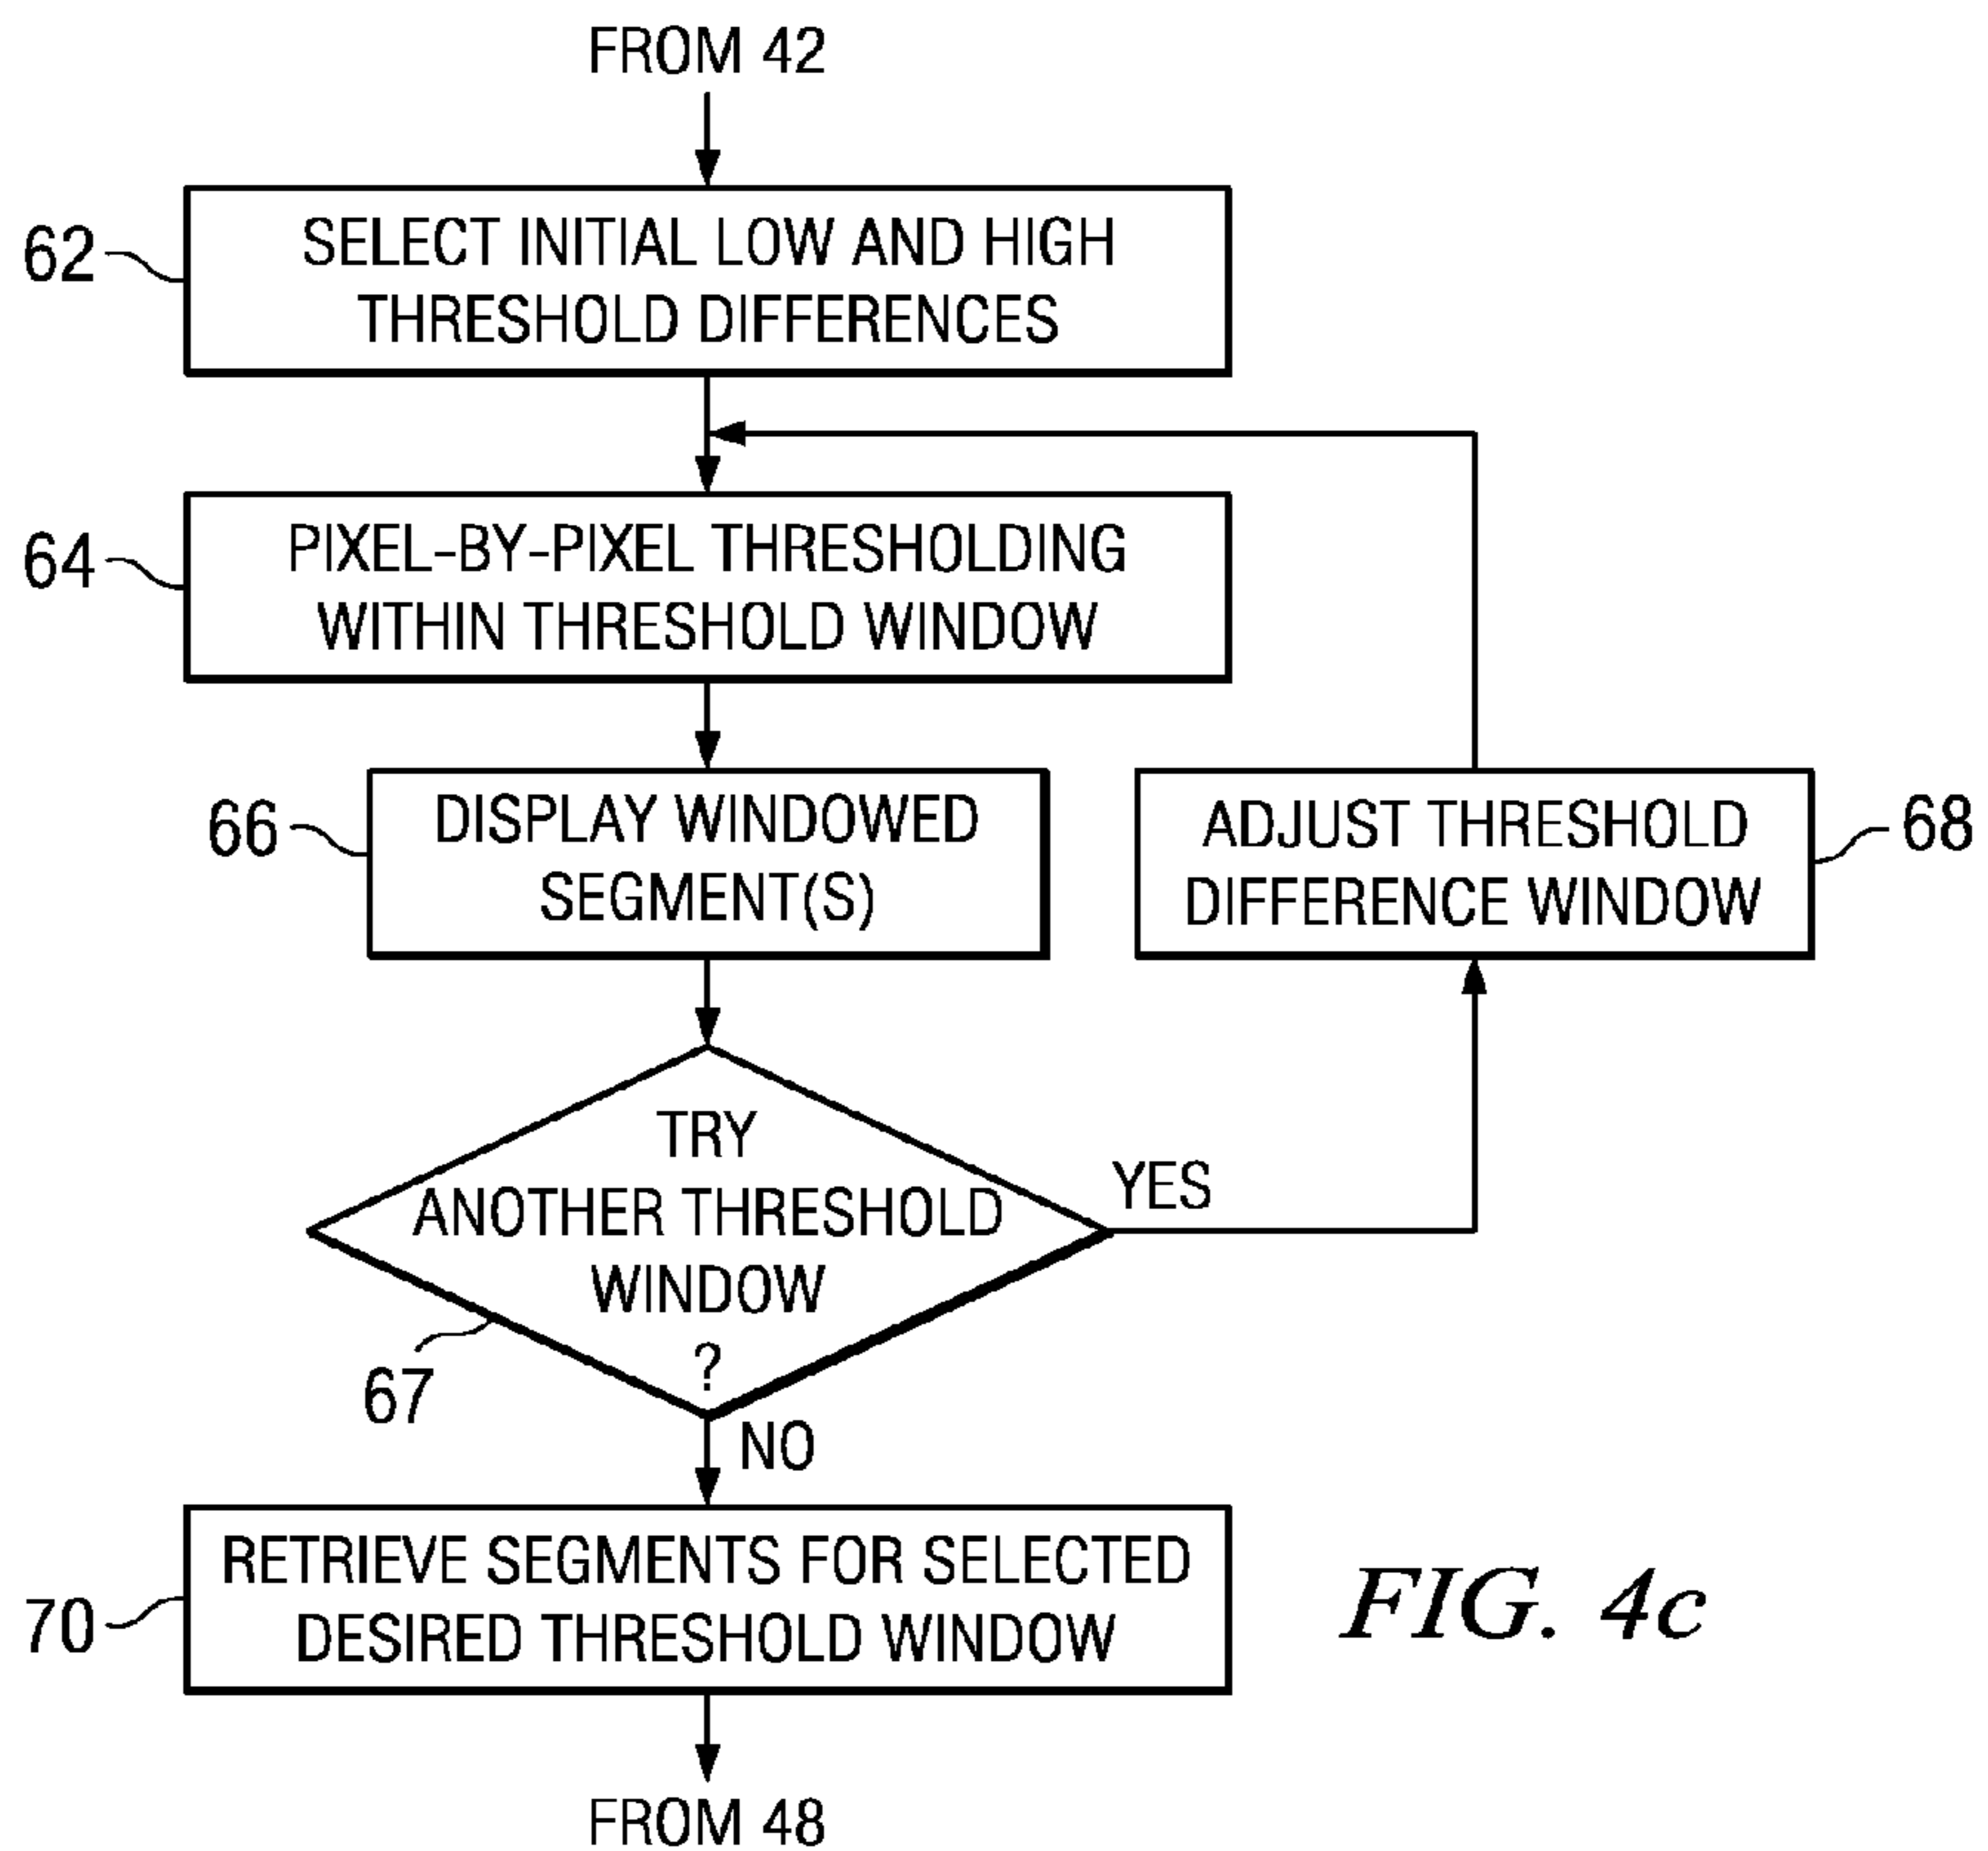 FROM 42
62
SELECT INITIAL LOW AND HIGH
THRESHOLD DIFFERENCES
64
PIXEL-BY-PIXEL THRESHOLDING
WITHIN THRESHOLD WINDOW
66
DISPLAY WINDOWED
SEGMENT(S)
ADJUST THRESHOLD
DIFFERENCE WINDOW
68
TRY
ANOTHER THRESHOLD
WINDOW
?
YES
67
NO
70
RETRIEVE SEGMENTS FOR SELECTED
DESIRED THRESHOLD WINDOW
FIG. 4c
FROM 48